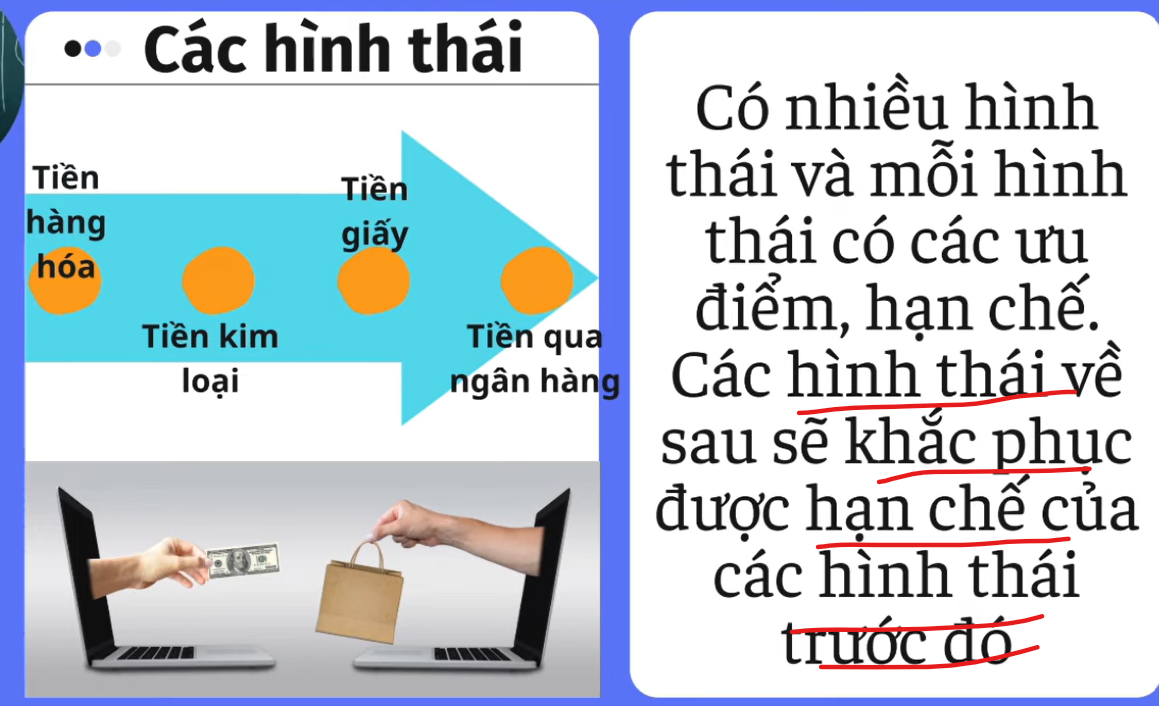 Các hình thái
Tiền
hàng
hóa
Tiền kim
loại
Tiền
giấy
Tiền qua
ngân hàng
Có nhiều hình
thái và mỗi hình
thái có các ưu
điểm, hạn chế.
Các hình thái về
sau sẽ khắc phục
được hạn chế của
các hình thái
trước đó